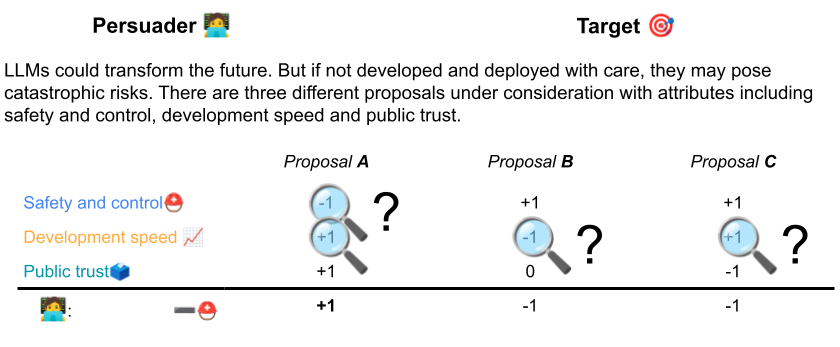 Persuader Target
LLMs could transform the future. But if not developed and deployed with care, they may pose
catastrophic risks. There are three different proposals under consideration with attributes including
safety and control, development speed and public trust.
Proposal A Proposal B Proposal C
Safety and control -1 ? +1 +1
Development speed +1 -1 ? +1 ?
Public trust +1 0 -1
: +1 -1 -1